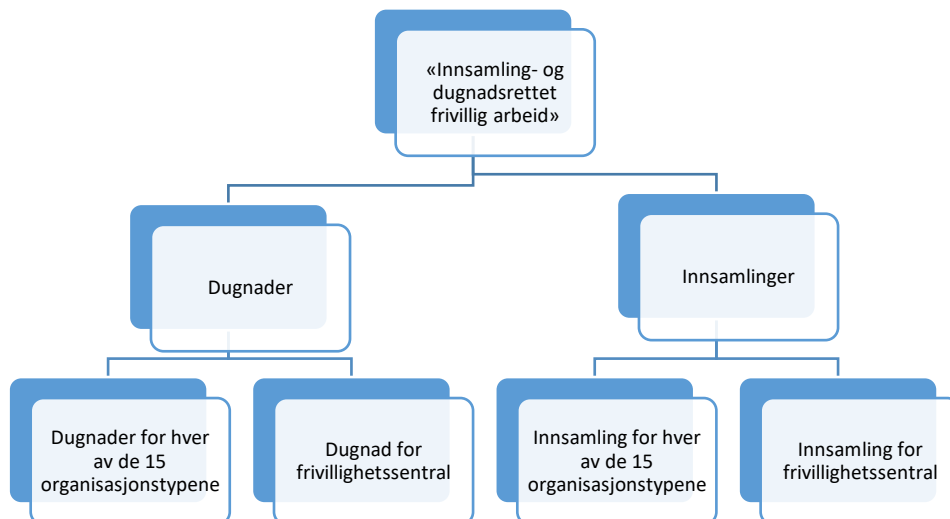 «Innsamling- og
dugnadsrettet
frivillig arbeid»
Dugnader
Innsamlinger
Dugnader for hver
av de 15
organisasjonstypene
Dugnad for
frivillighetssentral
Innsamling for hver
av de 15
organisasjonstypene
Innsamling for
frivillighetssentral